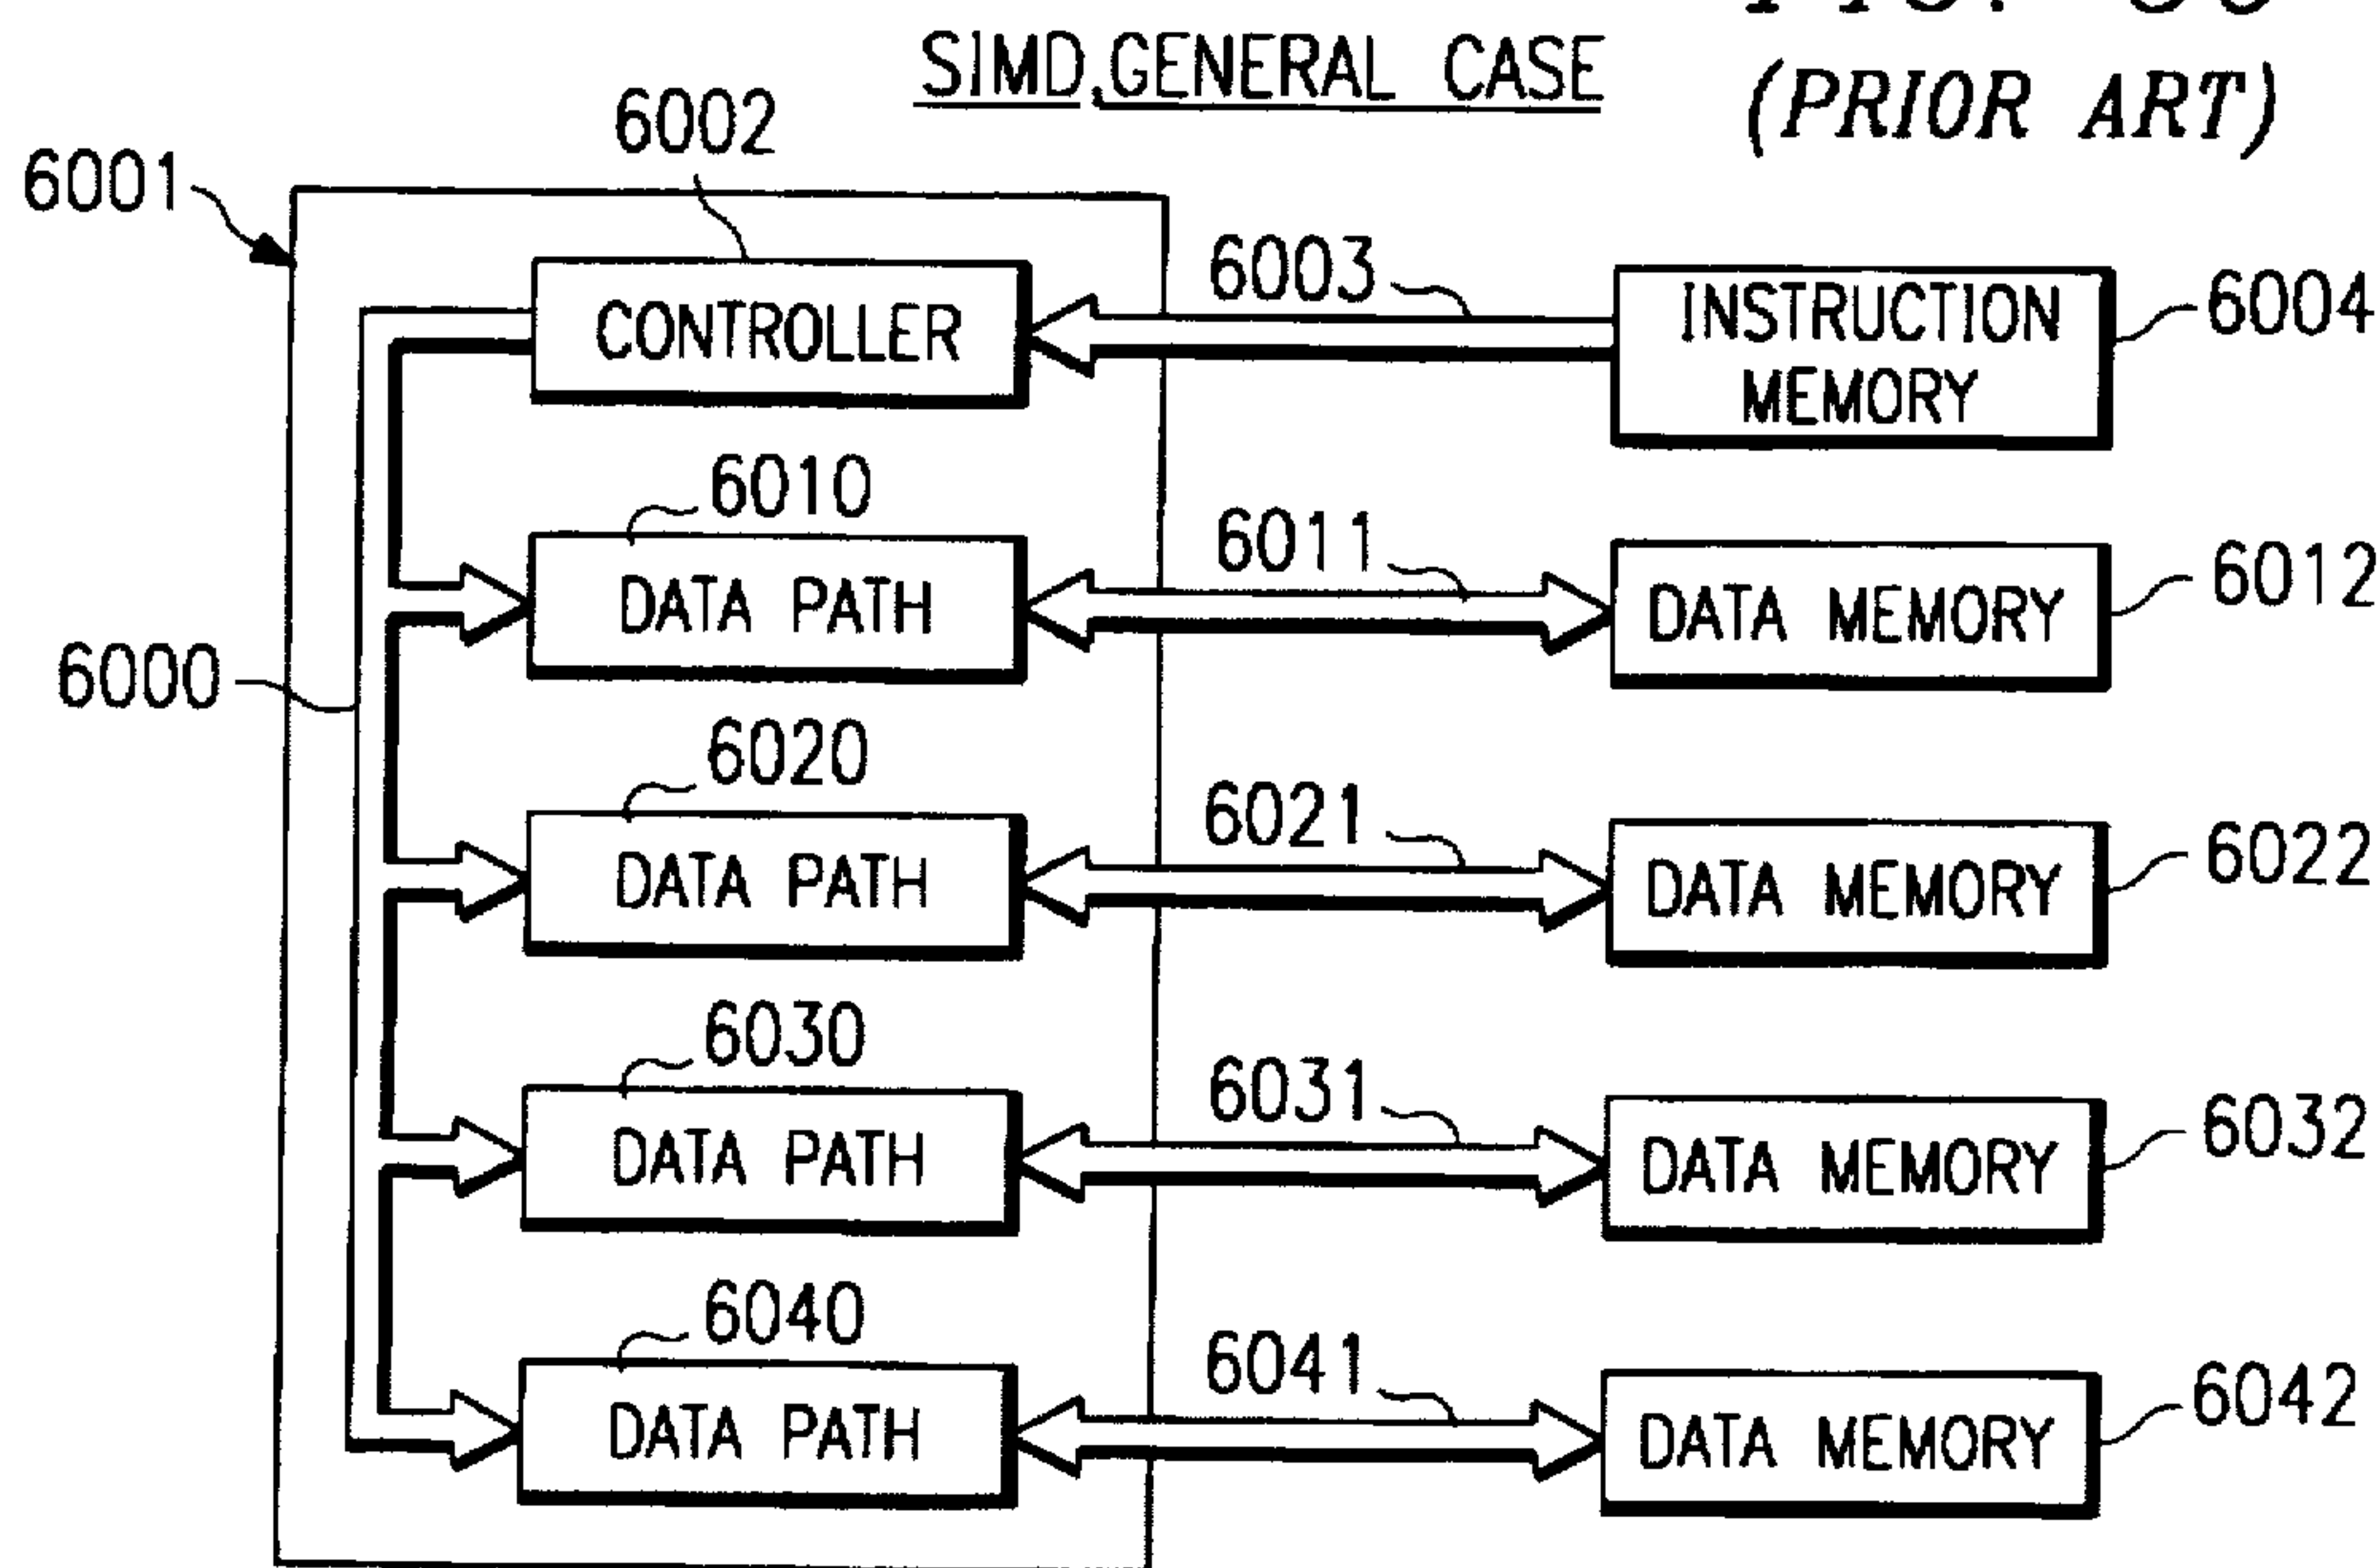 SIMD, GENERAL CASE
(PRIOR ART)
6001
6002
6003
6004
CONTROLLER
INSTRUCTION
MEMORY
6010
6011
6012
DATA PATH
DATA MEMORY
6000
6020
6021
6022
DATA PATH
DATA MEMORY
6030
6031
6032
DATA PATH
DATA MEMORY
6040
6041
6042
DATA PATH
DATA MEMORY